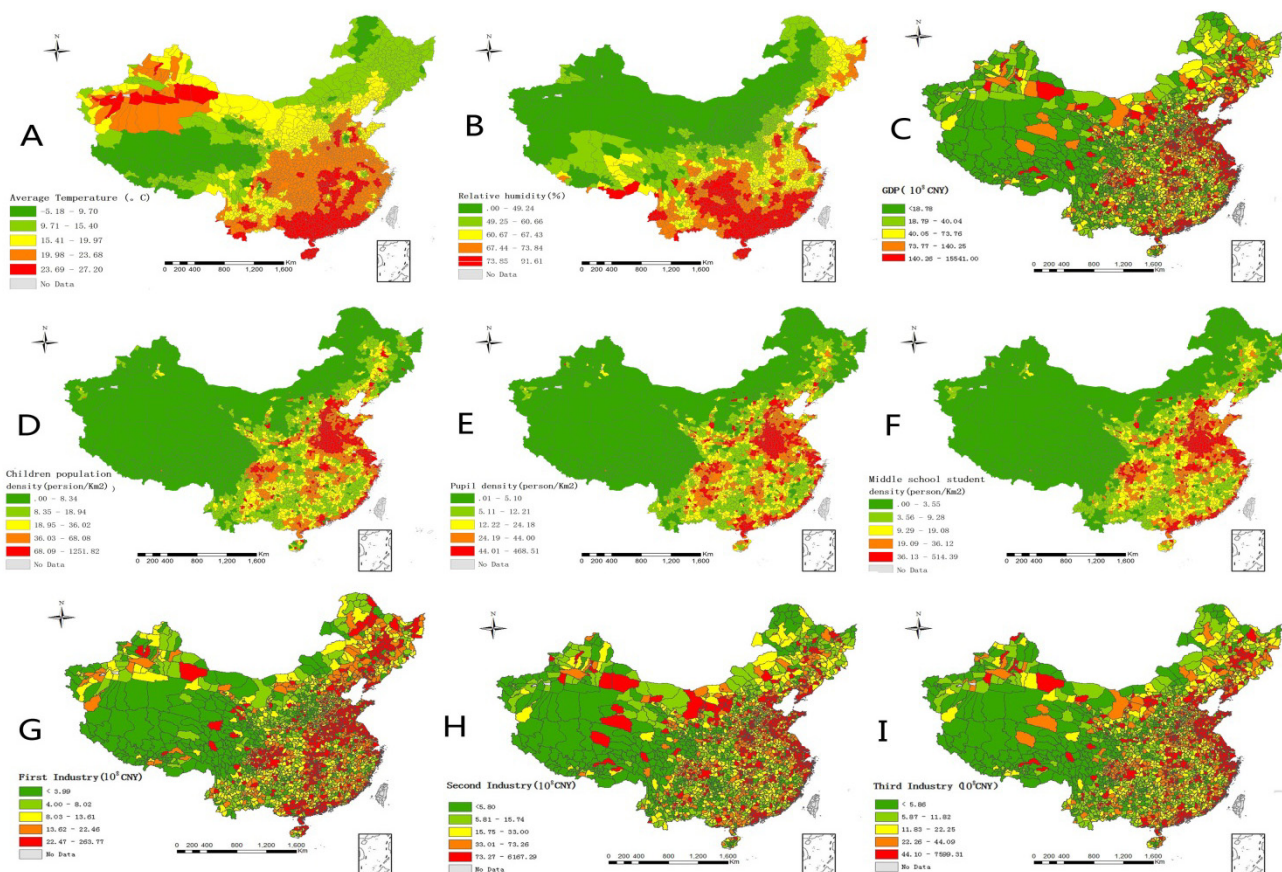 N
A
Average Temperature (。C)
-5.18 - 9.70
9.71 - 15.40
15.41 - 19.97
19.98 - 23.68
23.69 - 27.20
No Data
Km
0 200 400 800 1,200 1,600
N
B
Relative humidity(%)
.00 - 49.24
49.25 - 60.66
60.67 - 67.43
67.44 - 73.84
73.85 - 91.61
No Data
Km
0 200 400 800 1,200 1,600
N
C
GDP( 10⁸ CNY)
<18.78
18.79 - 40.04
40.05 - 73.76
73.77 - 140.25
140.26 - 15541.00
No Data
Km
0 200 400 800 1,200 1,600
N
D
Children population
density(persion/Km2)
.00 - 8.34
8.35 - 18.94
18.95 - 36.02
36.03 - 68.08
68.09 - 1251.82
No Data
Km
0 200 400 800 1,200 1,600
N
E
Pupil density(person/Km2)
.01 - 5.10
5.11 - 12.21
12.22 - 24.18
24.19 - 44.00
44.01 - 468.51
No Data
Km
0 200 400 800 1,200 1,600
N
F
Middle school student
density(person/Km2)
.00 - 3.55
3.56 - 9.28
9.29 - 19.08
19.09 - 36.12
36.13 - 514.39
No Data
Km
0 200 400 800 1,200 1,600
N
G
First Industry(10⁸CNY)
< 3.99
4.00 - 8.02
8.03 - 13.61
13.62 - 22.46
22.47 - 263.77
No Data
Km
0 200 400 800 1,200 1,600
N
H
Second Industry(10⁸CNY)
<5.80
5.81 - 15.74
15.75 - 33.00
33.01 - 73.26
73.27 - 6167.29
No Data
Km
0 200 400 800 1,200 1,600
N
I
Third Industry (10⁸CNY)
< 5.86
5.87 - 11.82
11.83 - 22.25
22.26 - 44.09
44.10 - 7599.31
No Data
Km
0 200 400 800 1,200 1,600